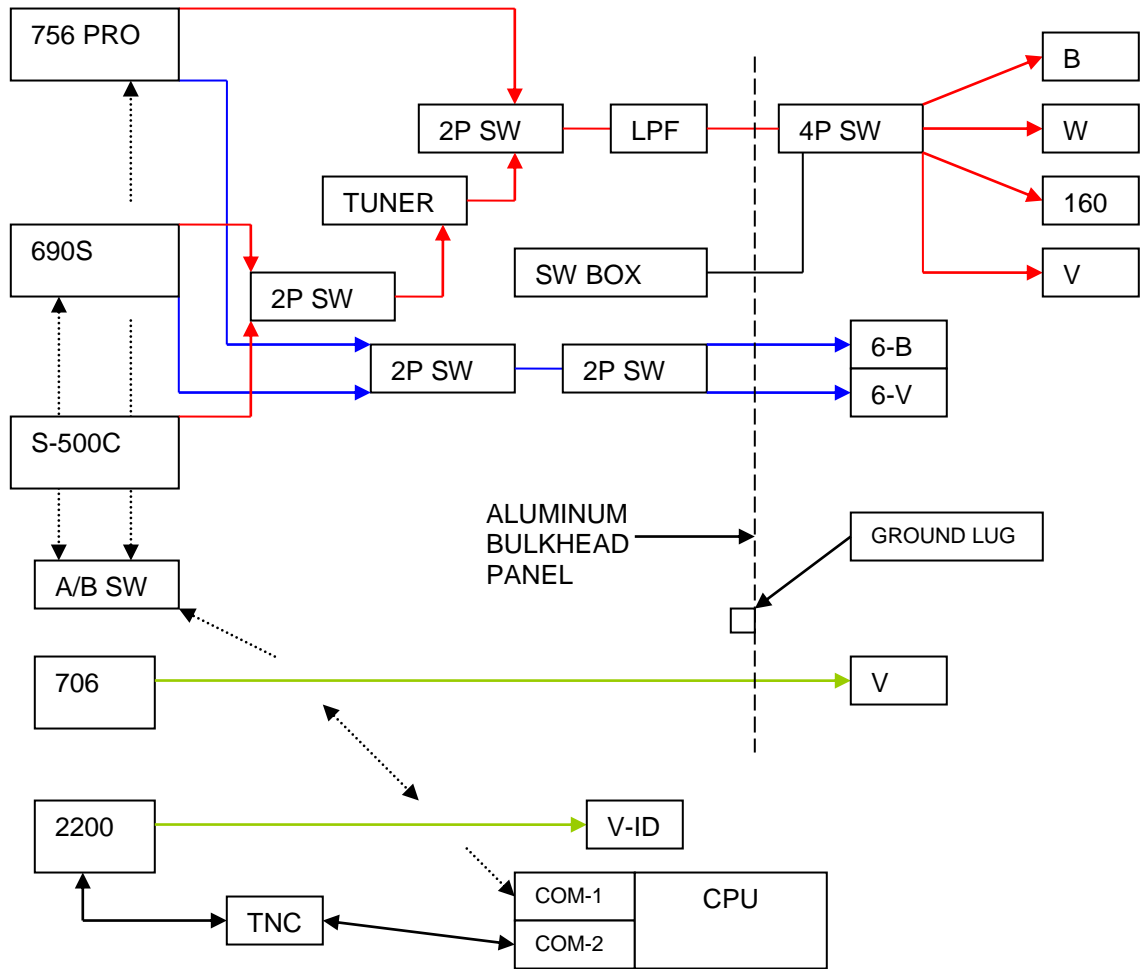 756 PRO
B
2P SW
LPF
4P SW
W
TUNER
160
690S
SW BOX
V
2P SW
6-B
2P SW
2P SW
6-V
S-500C
ALUMINUM
BULKHEAD
PANEL
GROUND LUG
A/B SW
706
V
2200
V-ID
COM-1
CPU
TNC
COM-2